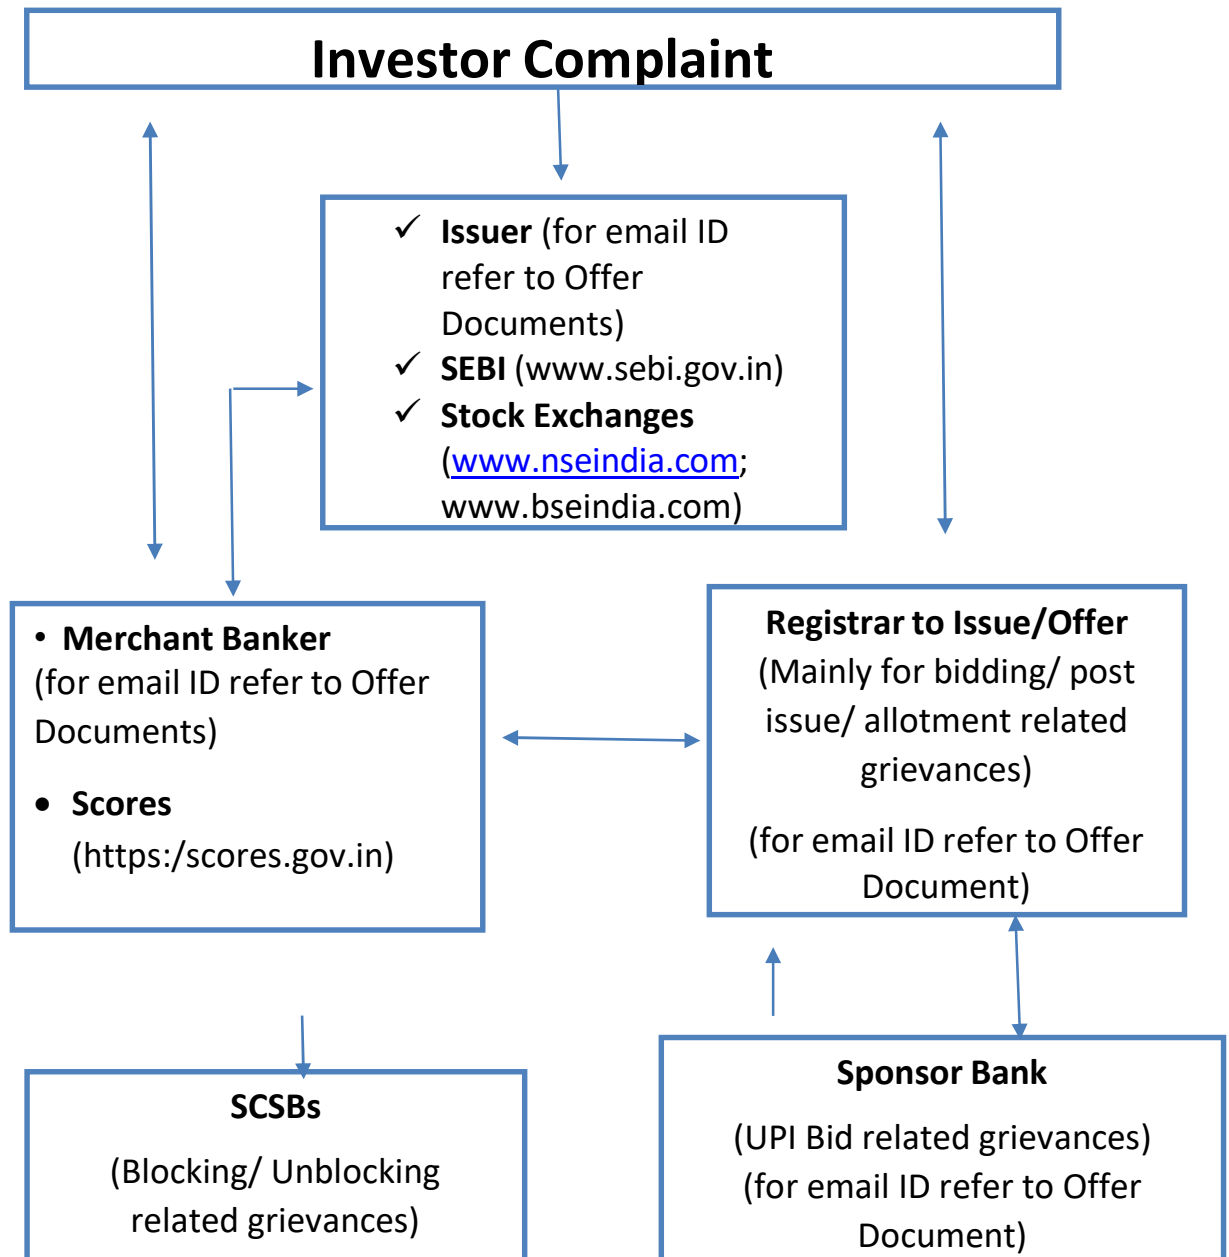 Investor Complaint
✓ Issuer (for email ID
refer to Offer
Documents)
✓ SEBI (www.sebi.gov.in)
✓ Stock Exchanges
(www.nseindia.com;
www.bseindia.com)
• Merchant Banker
(for email ID refer to Offer
Documents)
• Scores
(https:/scores.gov.in)
Registrar to Issue/Offer
(Mainly for bidding/ post
issue/ allotment related
grievances)
(for email ID refer to Offer
Document)
SCSBs
(Blocking/ Unblocking
related grievances)
Sponsor Bank
(UPI Bid related grievances)
(for email ID refer to Offer
Document)